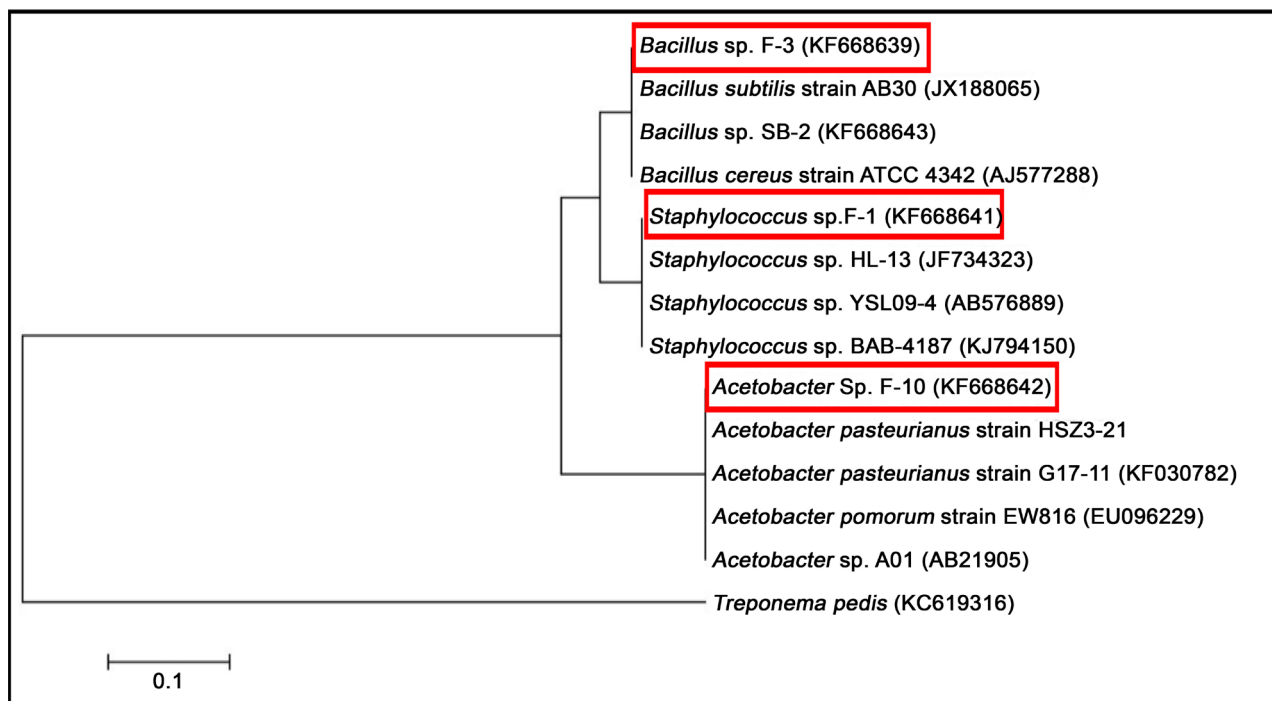 Bacillus sp. F-3 (KF668639)
Bacillus subtilis strain AB30 (JX188065)
Bacillus sp. SB-2 (KF668643)
Bacillus cereus strain ATCC 4342 (AJ577288)
Staphylococcus sp.F-1 (KF668641)
Staphylococcus sp. HL-13 (JF734323)
Staphylococcus sp. YSL09-4 (AB576889)
Staphylococcus sp. BAB-4187 (KJ794150)
Acetobacter Sp. F-10 (KF668642)
Acetobacter pasteurianus strain HSZ3-21
Acetobacter pasteurianus strain G17-11 (KF030782)
Acetobacter pomorum strain EW816 (EU096229)
Acetobacter sp. A01 (AB21905)
Treponema pedis (KC619316)
0.1